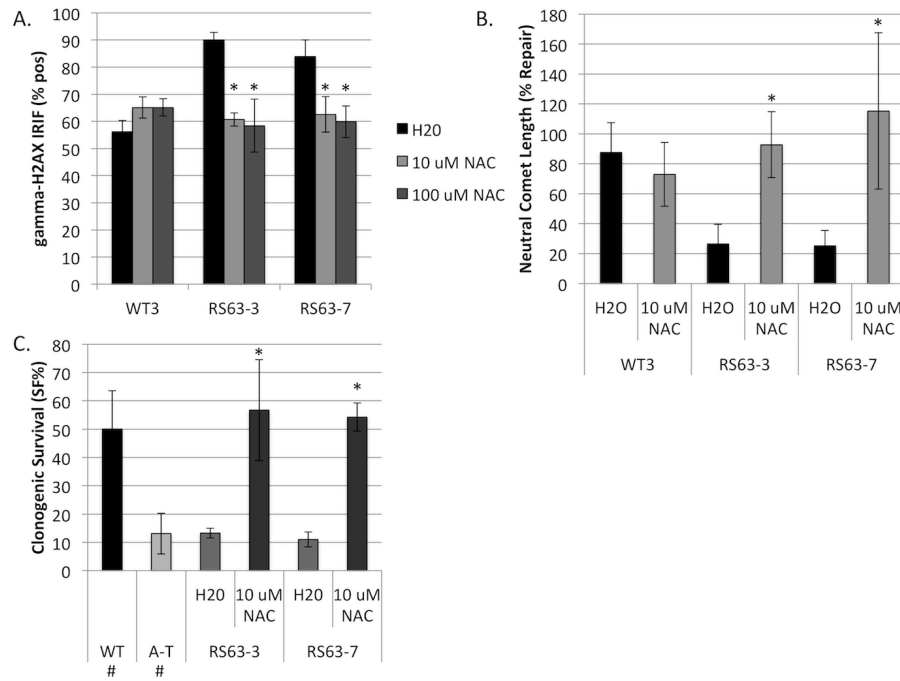 A.
gamma-H2AX IRIF (% pos)
100
90
80
70
60
50
40
30
20
10
0
* * * *
WT3 RS63-3 RS63-7
H20
10 uM NAC
100 uM NAC
B.
Neutral Comet Length (% Repair)
180
160
140
120
100
80
60
40
20
0
* *
H2O 10 uM NAC H2O 10 uM NAC H2O 10 uM NAC
WT3 RS63-3 RS63-7
C.
Clonogenic Survival (SF%)
80
70
60
50
40
30
20
10
0
* *
H20 10 uM NAC H20 10 uM NAC
WT # A-T # RS63-3 RS63-7